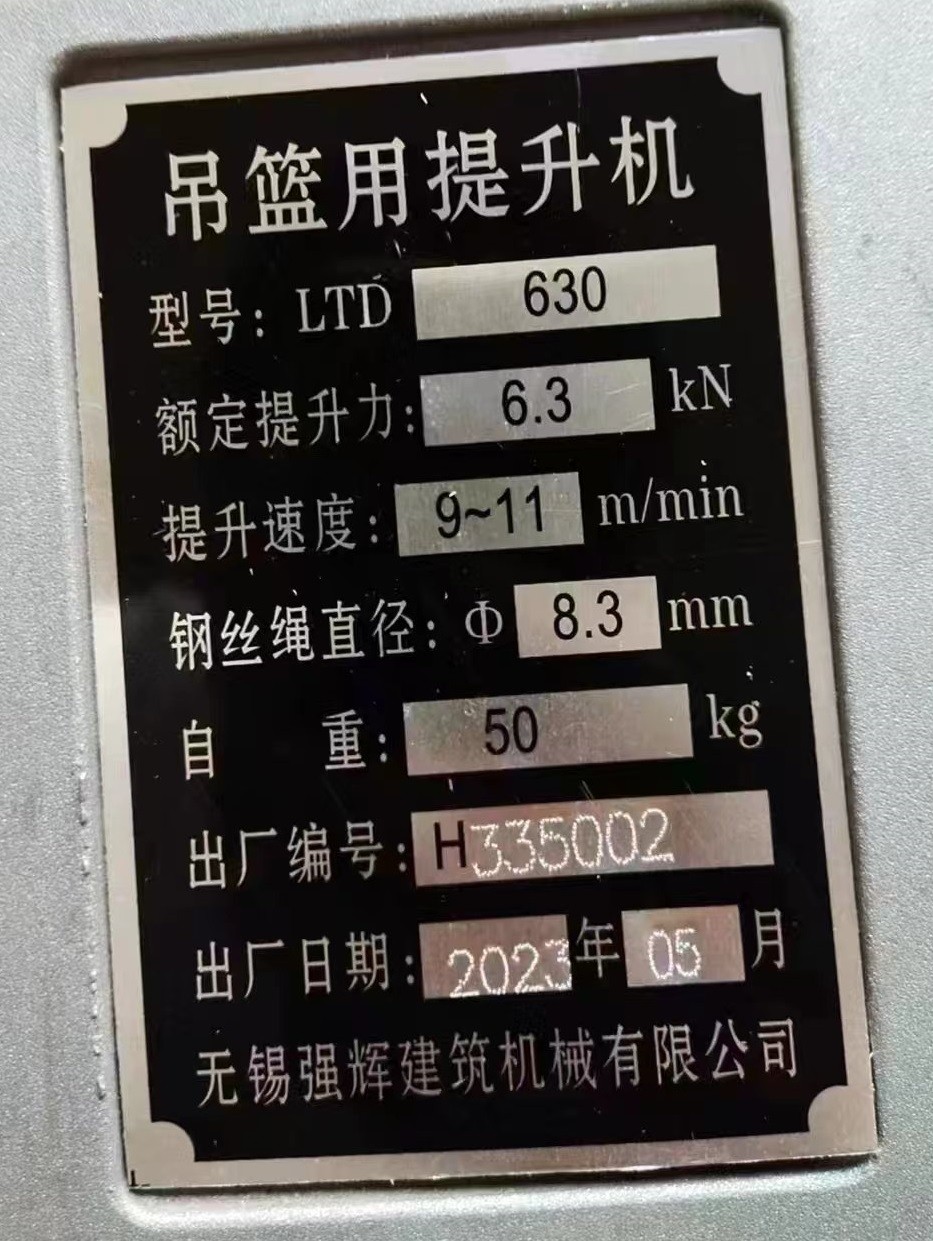 吊篮用提升机
型号：LTD 630
额定提升力：6.3 kN
提升速度：9~11 m/min
钢丝绳直径：Φ 8.3 mm
自 重：50 kg
出厂编号：H335002
出厂日期：2023年05月
无锡强辉建筑机械有限公司